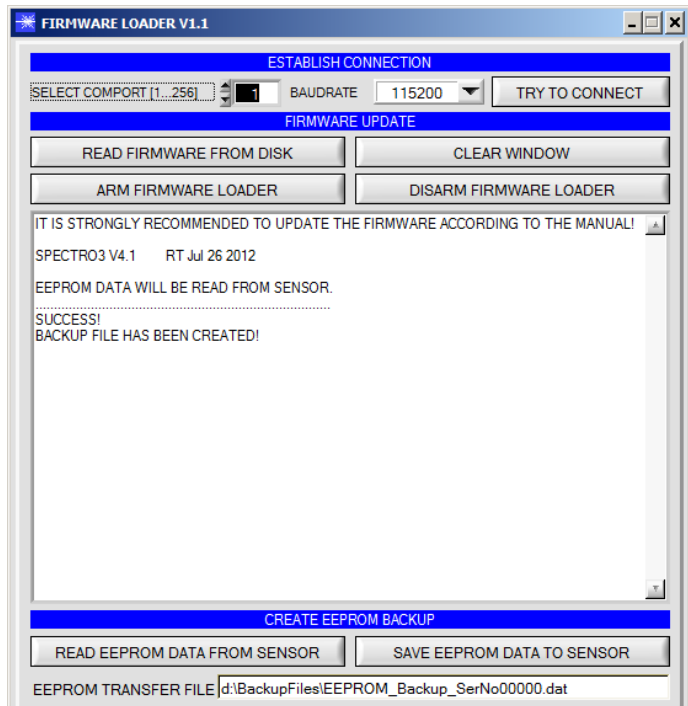 FIRMWARE LOADER V1.1
ESTABLISH CONNECTION
SELECT COMPORT [1...256] 1 BAUDRATE 115200 TRY TO CONNECT
FIRMWARE UPDATE
READ FIRMWARE FROM DISK CLEAR WINDOW
ARM FIRMWARE LOADER DISARM FIRMWARE LOADER
IT IS STRONGLY RECOMMENDED TO UPDATE THE FIRMWARE ACCORDING TO THE MANUAL!
SPECTRO3 V4.1 RT Jul 26 2012
EEPROM DATA WILL BE READ FROM SENSOR.
................................................................................
SUCCESS!
BACKUP FILE HAS BEEN CREATED!
CREATE EEPROM BACKUP
READ EEPROM DATA FROM SENSOR SAVE EEPROM DATA TO SENSOR
EEPROM TRANSFER FILE d:\BackupFiles\EEPROM_Backup_SerNo00000.dat